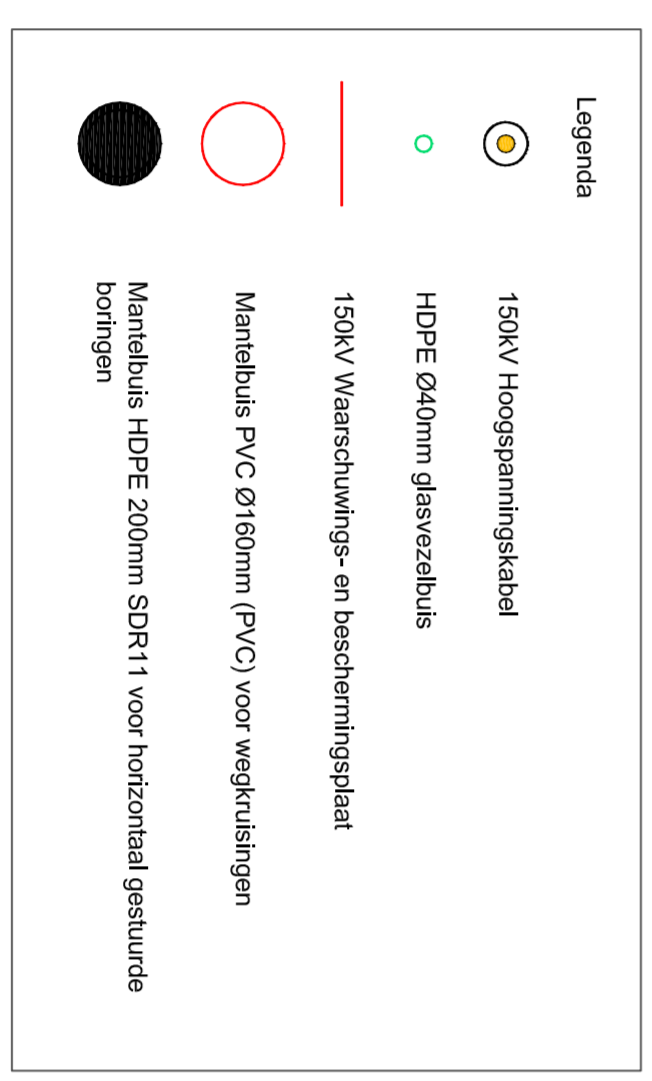 Legenda
150kV Hoogspanningskabel
HDPE Ø40mm glasvezelbuis
150kV Waarschuwings- en beschermingsplaat
Mantelbuis PVC Ø160mm (PVC) voor wegkruisingen
Mantelbuis HDPE 200mm SDR11 voor horizontaal gestuurde
boringen